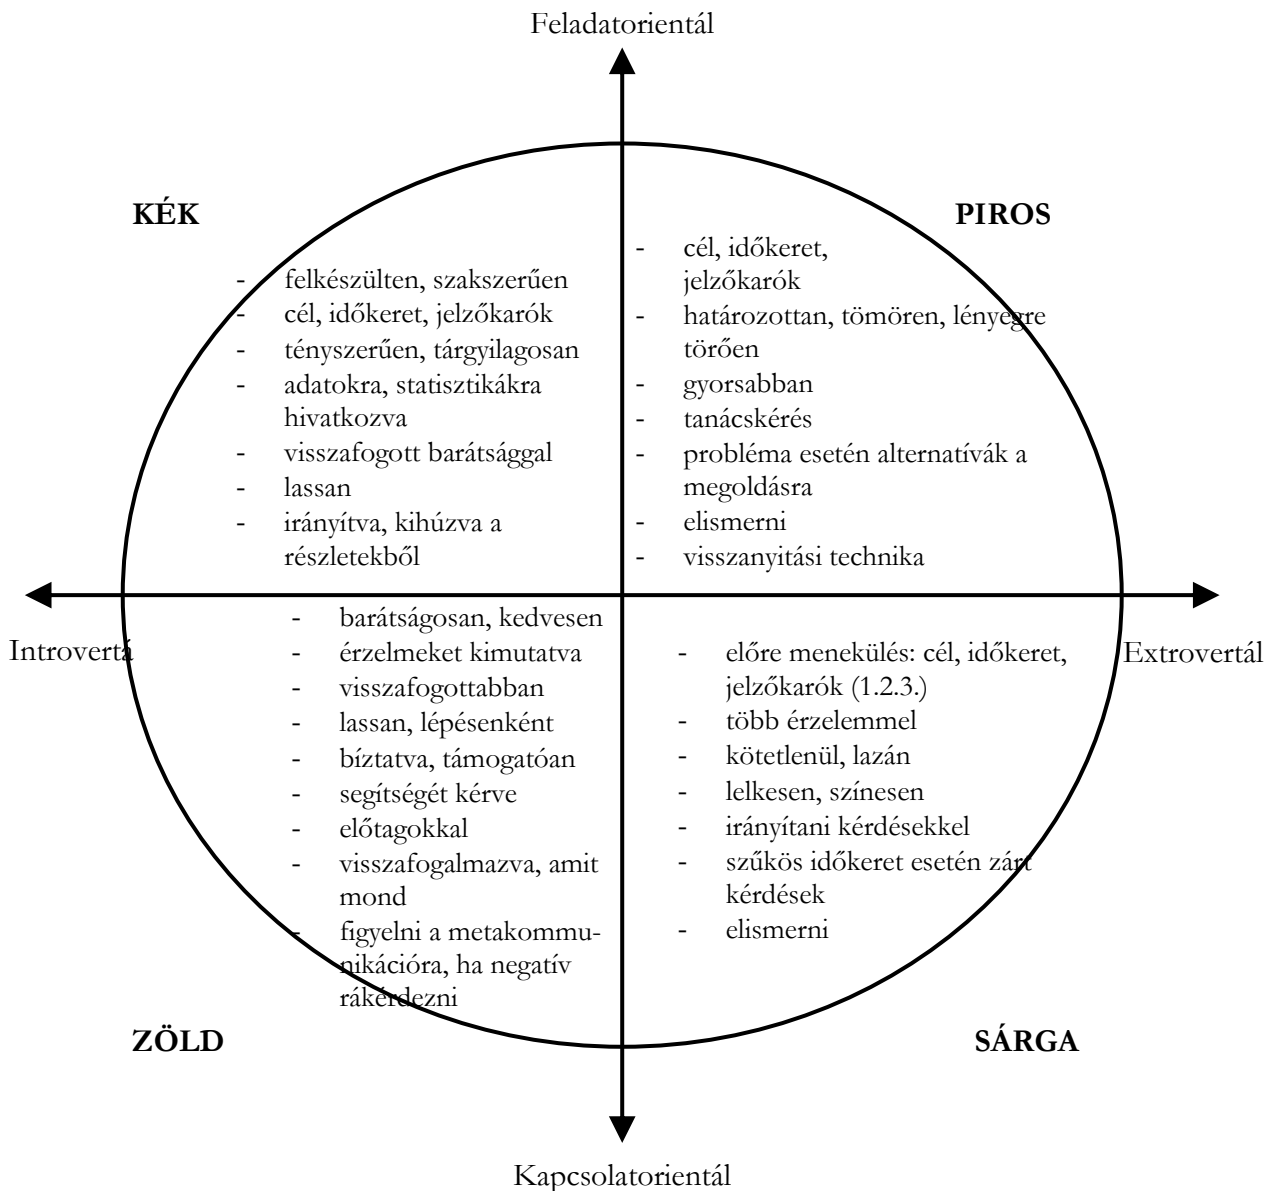 Feladatorientál
KÉK
- felkészülten, szakszerűen
- cél, időkeret, jelzőkarók
- tényszerűen, tárgyilagosan
- adatokra, statisztikákra
hivatkozva
- visszafogott barátsággal
- lassan
- irányítva, kihúzva a
részletekből
PIROS
- cél, időkeret,
jelzőkarók
- határozottan, tömören, lényegre
törően
- gyorsabban
- tanácskérés
- probléma esetén alternatívák a
megoldásra
- elismerni
- visszanyitási technika
Introvertá
Extrovertál
- barátságosan, kedvesen
- érzelmeket kimutatva
- visszafogottabban
- lassan, lépésenként
- bíztatva, támogatóan
- segítségét kérve
- előtagokkal
- visszafogalmazva, amit
mond
- figyelni a metakommu-
nikációra, ha negatív
rákérdezni
ZÖLD
- előre menekülés: cél, időkeret,
jelzőkarók (1.2.3.)
- több érzelemmel
- kötetlenül, lazán
- lelkesen, színesen
- irányítani kérdésekkel
- szűkös időkeret esetén zárt
kérdések
- elismerni
SÁRGA
Kapcsolatorientál